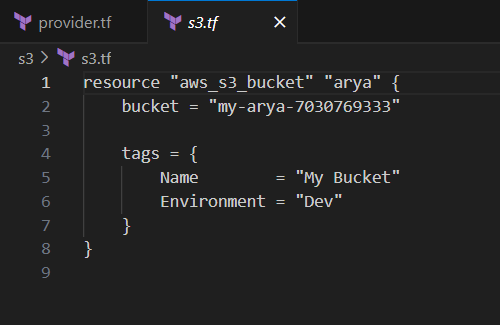 provider.tf s3.tf ×
s3 > s3.tf
1 resource "aws_s3_bucket" "arya" {
2     bucket = "my-arya-7030769333"
3
4     tags = {
5         Name        = "My Bucket"
6         Environment = "Dev"
7     }
8 }
9